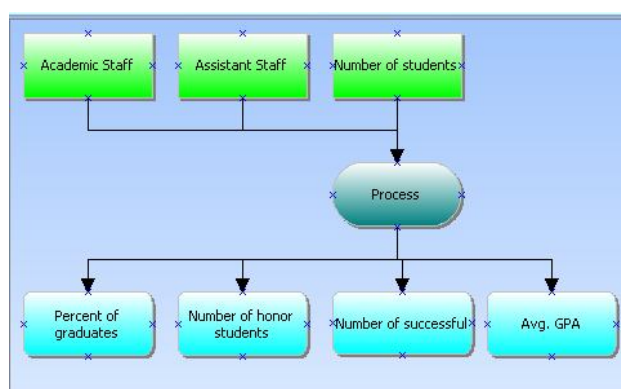 Academic Staff
Assistant Staff
Number of students
Process
Percent of
graduates
Number of honor
students
Number of successful
Avg. GPA